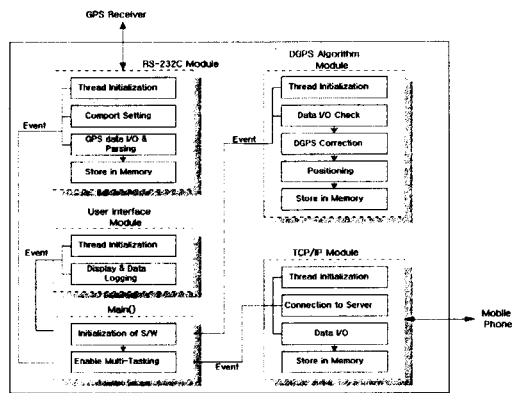 GPS Receiver
RS-232C Module
Thread Initialization
Comport Setting
Event
GPS data I/O &
Parsing
Store in Memory
User Interface
Module
Event
Thread Initialization
Display & Data
Logging
Main()
Initialization of S/W
Enable Multi-Tasking
DGPS Algorithm
Module
Thread Initialization
Event
Data I/O Check
DGPS Correction
Positioning
Store in Memory
TCP/IP Module
Thread Initialization
Connection to Server
Data I/O
Event
Store in Memory
Mobile
Phone